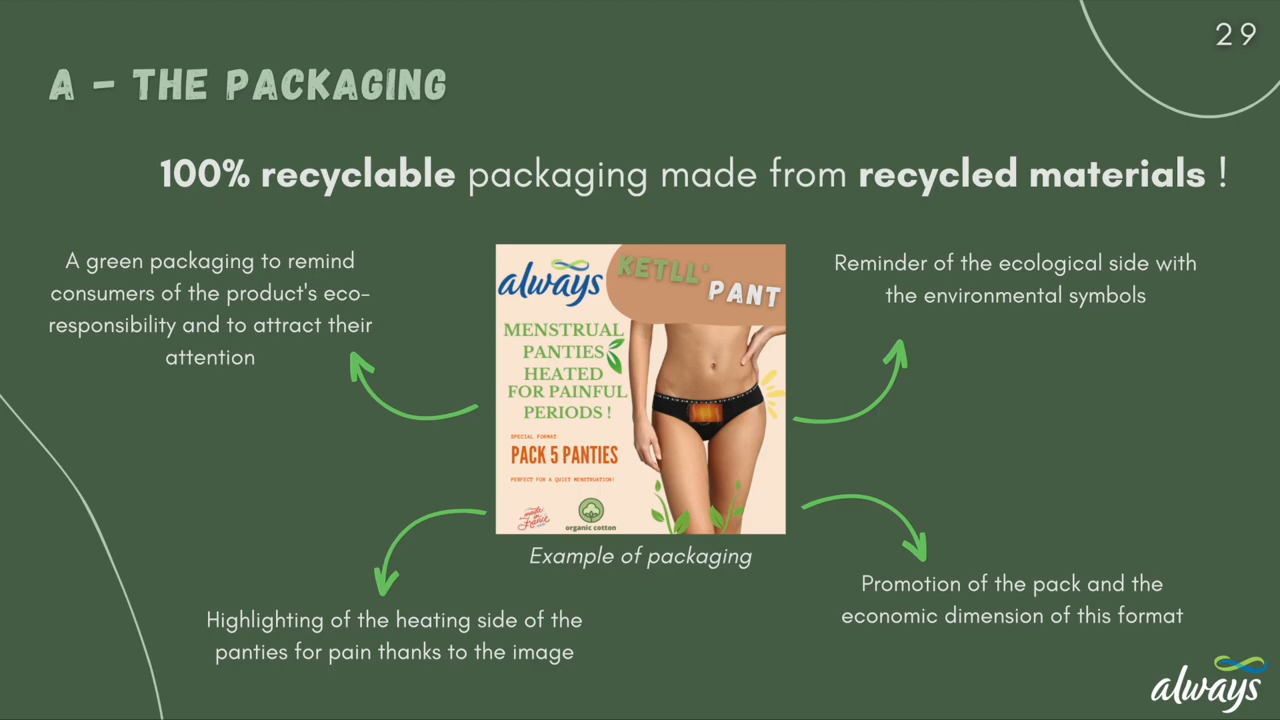 29
A - THE PACKAGING
100% recyclable packaging made from recycled materials !
A green packaging to remind
consumers of the product's eco-
responsibility and to attract their
attention
Reminder of the ecological side with
the environmental symbols
always
KETLL'
PANT
MENSTRUAL
PANTIES
HEATED
FOR PAINFUL
PERIODS !
SPECIAL FORMAT
PACK 5 PANTIES
PERFECT FOR A QUIET MENSTRUATION!
made in
France
organic cotton
Example of packaging
Highlighting of the heating side of the
panties for pain thanks to the image
Promotion of the pack and the
economic dimension of this format
always